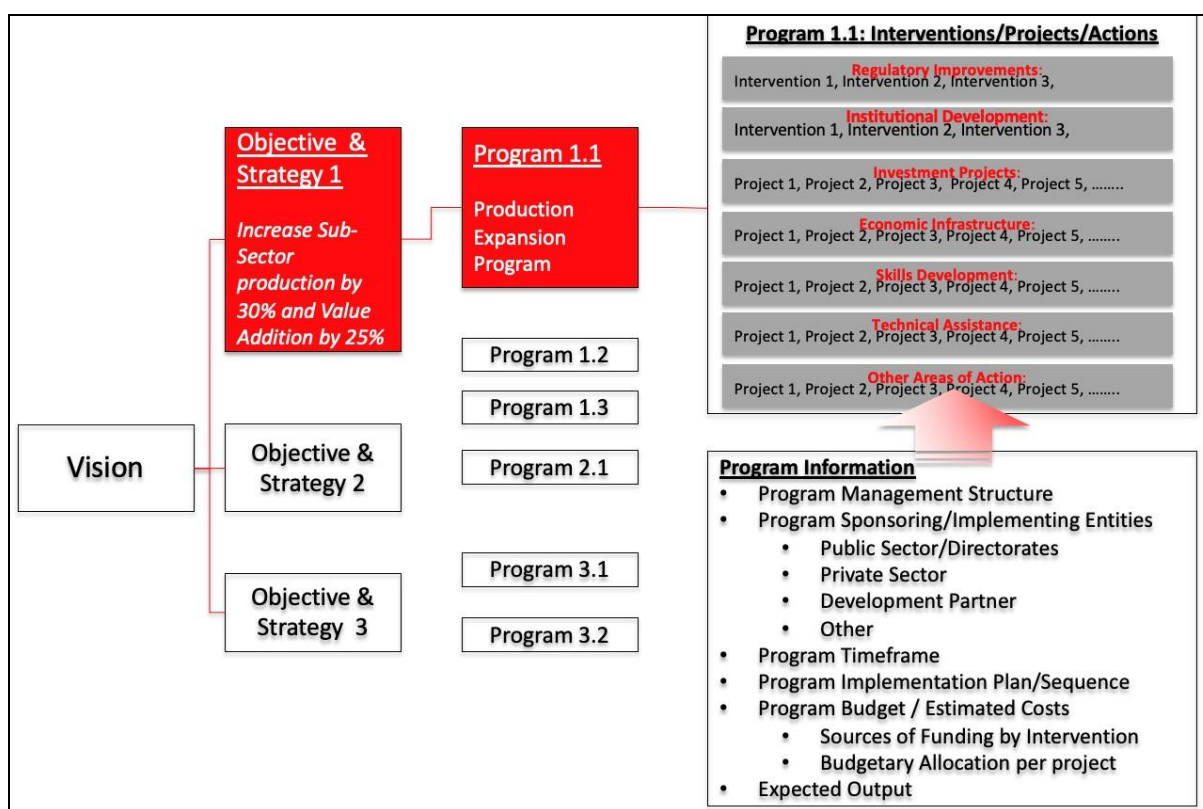 Vision
Objective &
Strategy 1
Increase Sub-
Sector
production by
30% and Value
Addition by 25%
Objective &
Strategy 2
Objective &
Strategy 3
Program 1.1
Production
Expansion
Program
Program 1.2
Program 1.3
Program 2.1
Program 3.1
Program 3.2
Program 1.1: Interventions/Projects/Actions
Regulatory Improvements:
Intervention 1, Intervention 2, Intervention 3,
Institutional Development:
Intervention 1, Intervention 2, Intervention 3,
Investment Projects:
Project 1, Project 2, Project 3, Project 4, Project 5, ........
Economic Infrastructure:
Project 1, Project 2, Project 3, Project 4, Project 5, ........
Skills Development:
Project 1, Project 2, Project 3, Project 4, Project 5, ........
Technical Assistance:
Project 1, Project 2, Project 3, Project 4, Project 5, ........
Other Areas of Action:
Project 1, Project 2, Project 3, Project 4, Project 5, ........
Program Information
• Program Management Structure
• Program Sponsoring/Implementing Entities
• Public Sector/Directorates
• Private Sector
• Development Partner
• Other
• Program Timeframe
• Program Implementation Plan/Sequence
• Program Budget / Estimated Costs
• Sources of Funding by Intervention
• Budgetary Allocation per project
• Expected Output